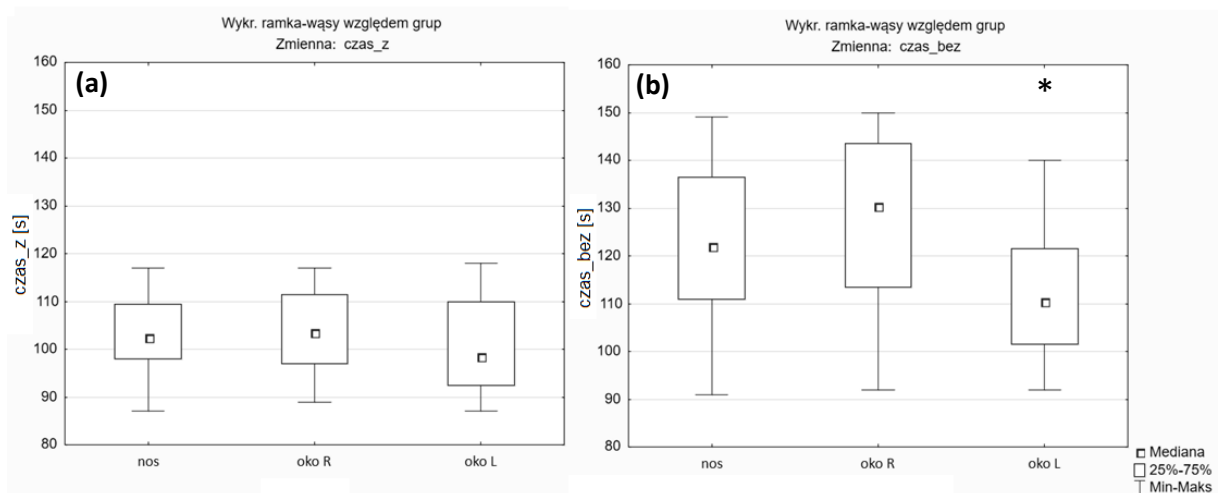 Wykr. ramka-wąsy względem grup
Zmienna: czas_z
(a)
czas_z [s]
160
150
140
130
120
110
100
90
80
nos oko R oko L
Wykr. ramka-wąsy względem grup
Zmienna: czas_bez
(b)
*
czas_bez [s]
160
150
140
130
120
110
100
90
80
nos oko R oko L
Mediana
25%-75%
Min-Maks